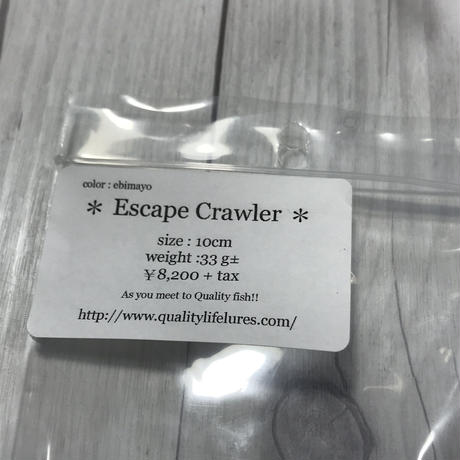 color : ebimayo
＊ Escape Crawler ＊
size : 10cm
weight :33 g±
￥8,200 + tax
As you meet to Quality fish!!
http://www.qualitylifelures.com/